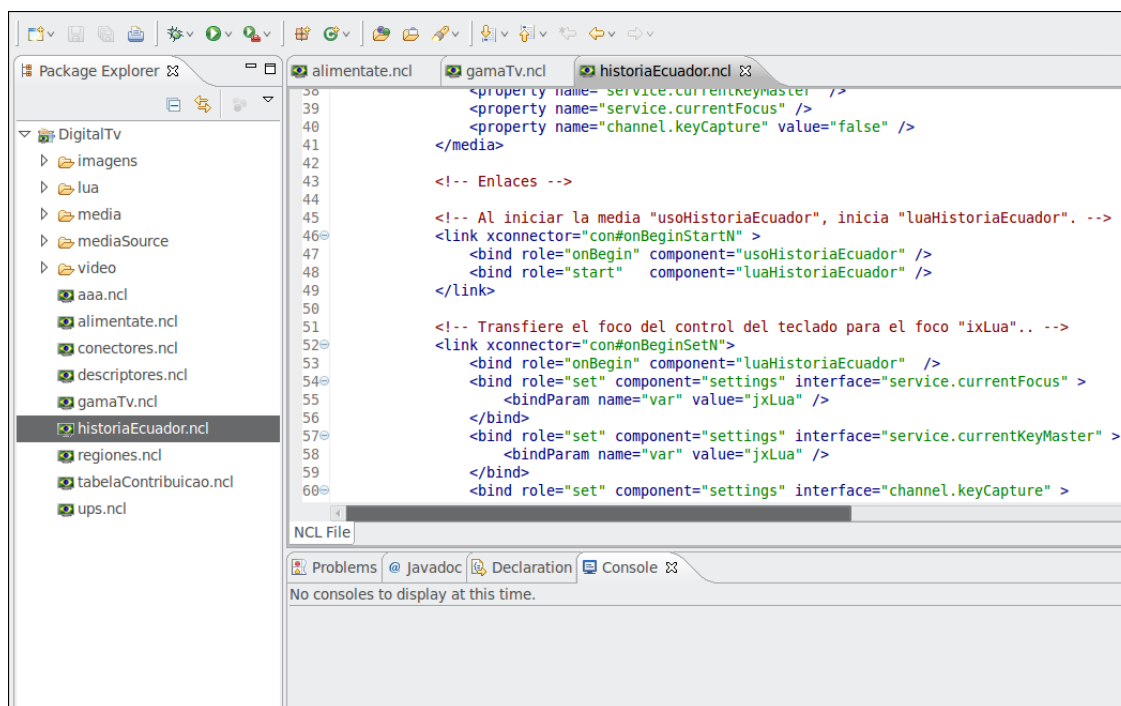 Package Explorer
DigitalTv
imagens
lua
media
mediaSource
video
aaa.ncl
alimentate.ncl
conectores.ncl
descriptores.ncl
gamaTv.ncl
historiaEcuador.ncl
regiones.ncl
tabelaContribuicao.ncl
ups.ncl
alimentate.ncl gamaTv.ncl historiaEcuador.ncl
38 <property name="service.currentKeyMaster" />
39 <property name="service.currentFocus" />
40 <property name="channel.keyCapture" value="false" />
41 </media>
42
43 <!-- Enlaces -->
44
45 <!-- Al iniciar la media "usoHistoriaEcuador", inicia "luaHistoriaEcuador". -->
46 <link xconnector="con#onBeginStartN" >
47 <bind role="onBegin" component="usoHistoriaEcuador" />
48 <bind role="start" component="luaHistoriaEcuador" />
49 </link>
50
51 <!-- Transfiere el foco del control del teclado para el foco "ixLua".. -->
52 <link xconnector="con#onBeginSetN">
53 <bind role="onBegin" component="luaHistoriaEcuador" />
54 <bind role="set" component="settings" interface="service.currentFocus" >
55 <bindParam name="var" value="jxLua" />
56 </bind>
57 <bind role="set" component="settings" interface="service.currentKeyMaster" >
58 <bindParam name="var" value="jxLua" />
59 </bind>
60 <bind role="set" component="settings" interface="channel.keyCapture" >
NCL File
Problems @ Javadoc Declaration Console
No consoles to display at this time.